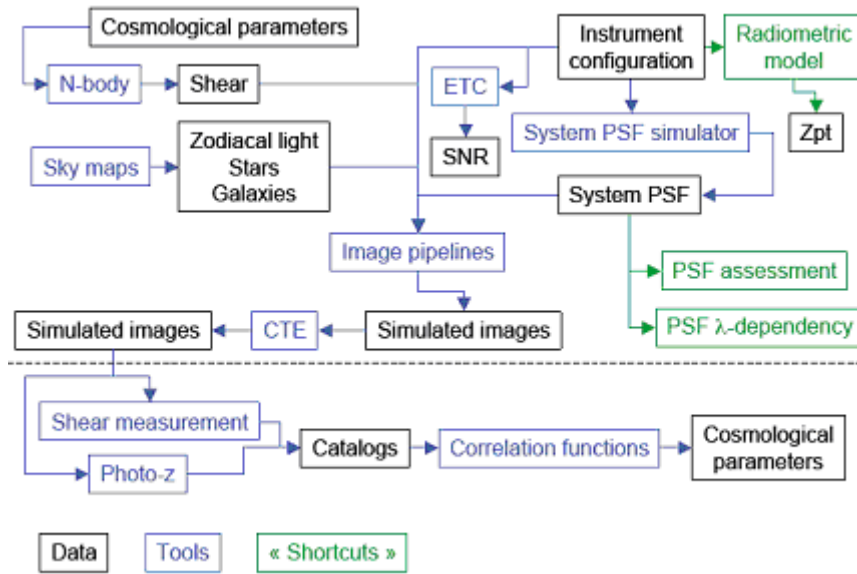 Cosmological parameters
Instrument
configuration
Radiometric
model
N-body
Shear
ETC
System PSF simulator
Zpt
Sky maps
Zodiacal light
Stars
Galaxies
SNR
System PSF
Image pipelines
PSF assessment
Simulated images
CTE
Simulated images
PSF λ-dependency
Shear measurement
Catalogs
Correlation functions
Cosmological
parameters
Photo-z
Data
Tools
« Shortcuts »